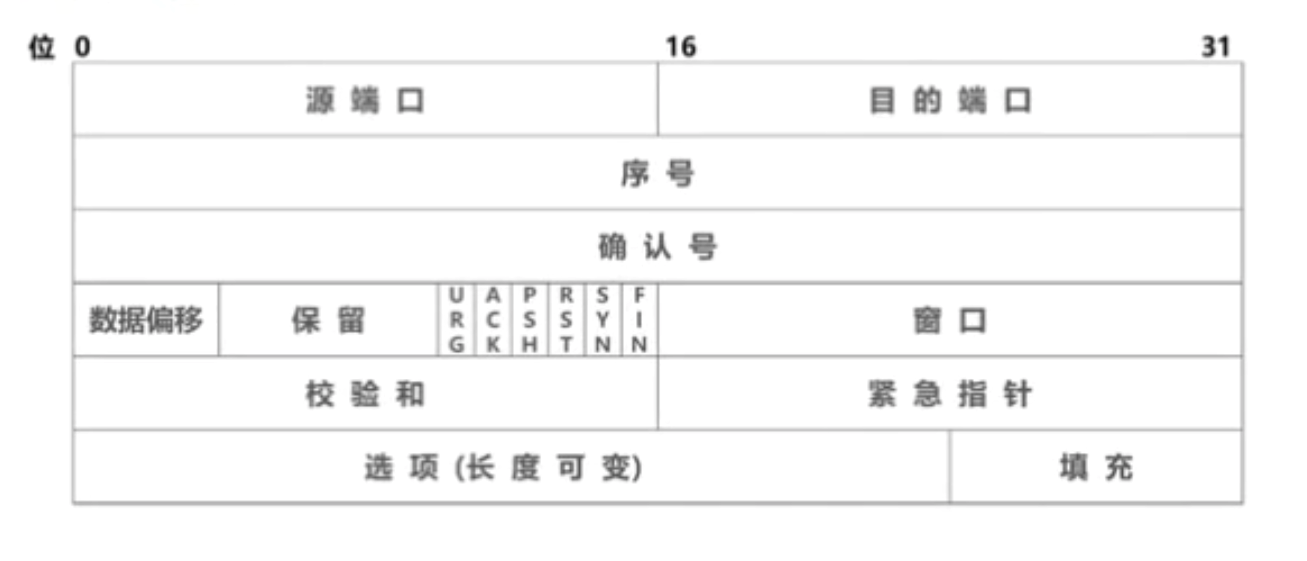 位 0 16 31
源端口 目的端口
序号
确认号
数据偏移 保留 URG ACK PSH RST SYN FIN 窗口
校验和 紧急指针
选项(长度可变) 填充